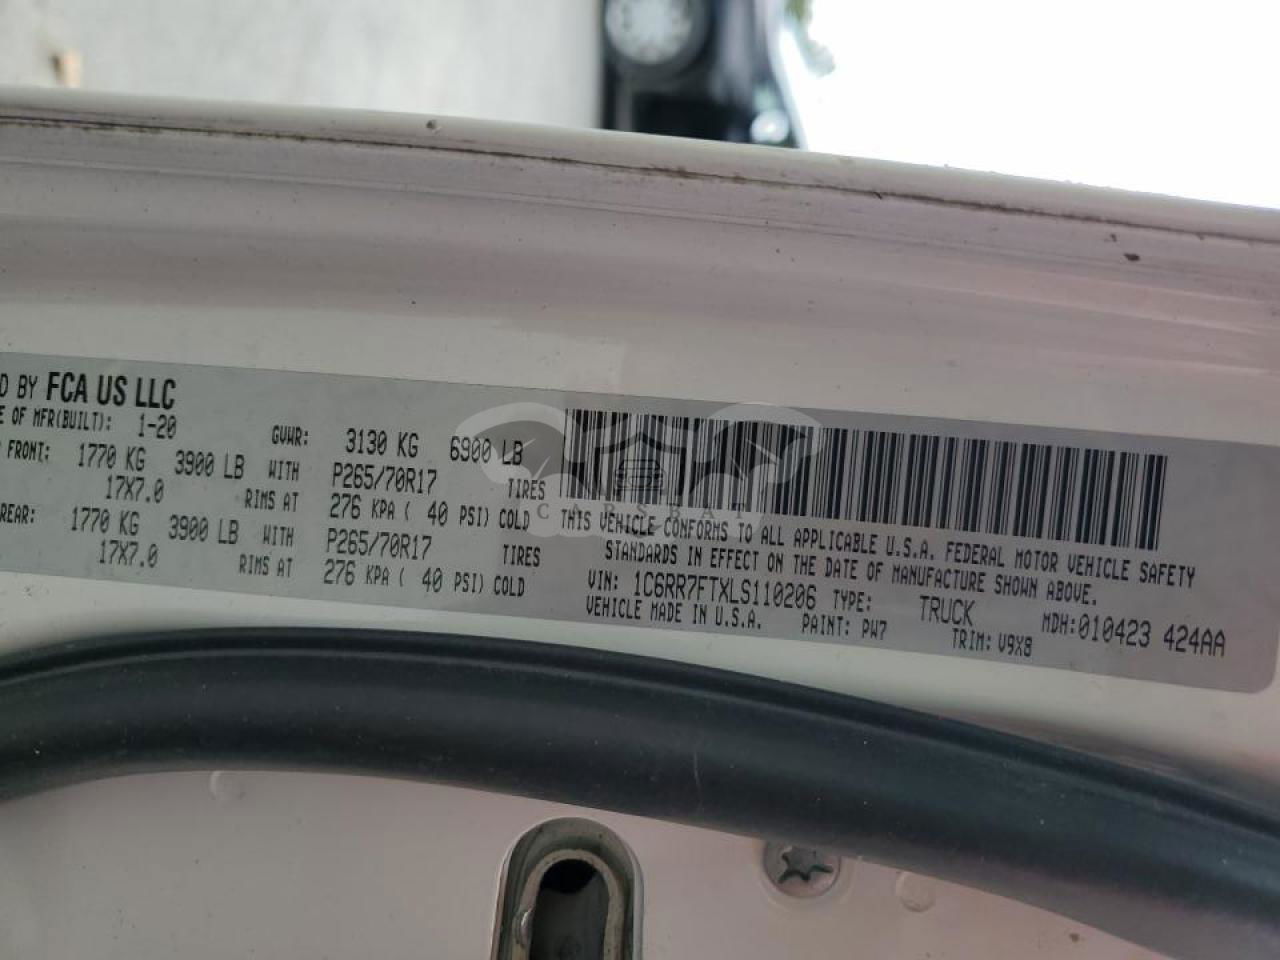 D BY FCA US LLC
E OF MFR(BUILT): 1-20 GVWR: 3130 KG 6900 LB
FRONT: 1770 KG 3900 LB WITH P265/70R17 TIRES
17X7.0 RIMS AT 276 KPA ( 40 PSI) COLD
REAR: 1770 KG 3900 LB WITH P265/70R17 TIRES
17X7.0 RIMS AT 276 KPA ( 40 PSI) COLD
CARSBAT
THIS VEHICLE CONFORMS TO ALL APPLICABLE U.S.A. FEDERAL MOTOR VEHICLE SAFETY
STANDARDS IN EFFECT ON THE DATE OF MANUFACTURE SHOWN ABOVE.
VIN: 1C6RR7FTXLS110206 TYPE: TRUCK MDH:010423 424AA
VEHICLE MADE IN U.S.A. PAINT: PW7 TRIM: V9X8